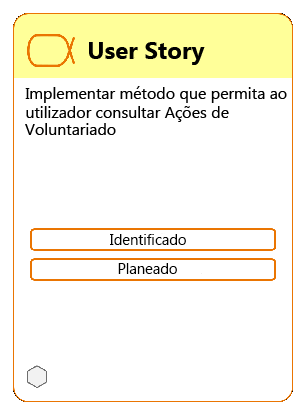 User Story
Implementar método que permita ao
utilizador consultar Ações de
Voluntariado
Identificado
Planeado